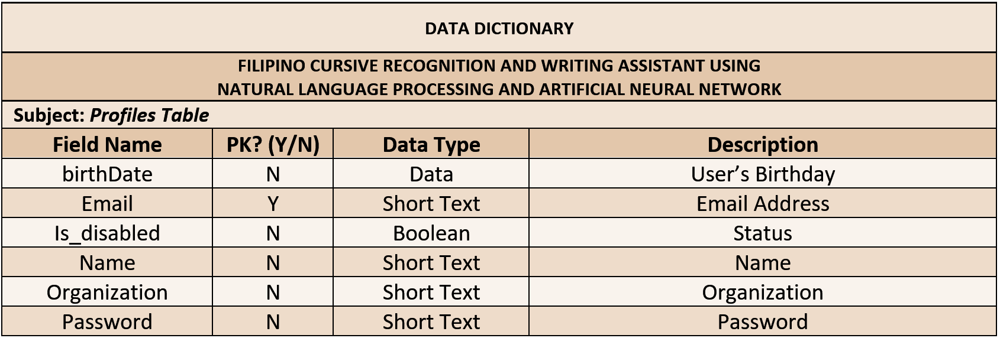 DATA DICTIONARY
FILIPINO CURSIVE RECOGNITION AND WRITING ASSISTANT USING
NATURAL LANGUAGE PROCESSING AND ARTIFICIAL NEURAL NETWORK
Subject: Profiles Table
Field Name PK? (Y/N) Data Type Description
birthDate N Data User’s Birthday
Email Y Short Text Email Address
Is_disabled N Boolean Status
Name N Short Text Name
Organization N Short Text Organization
Password N Short Text Password